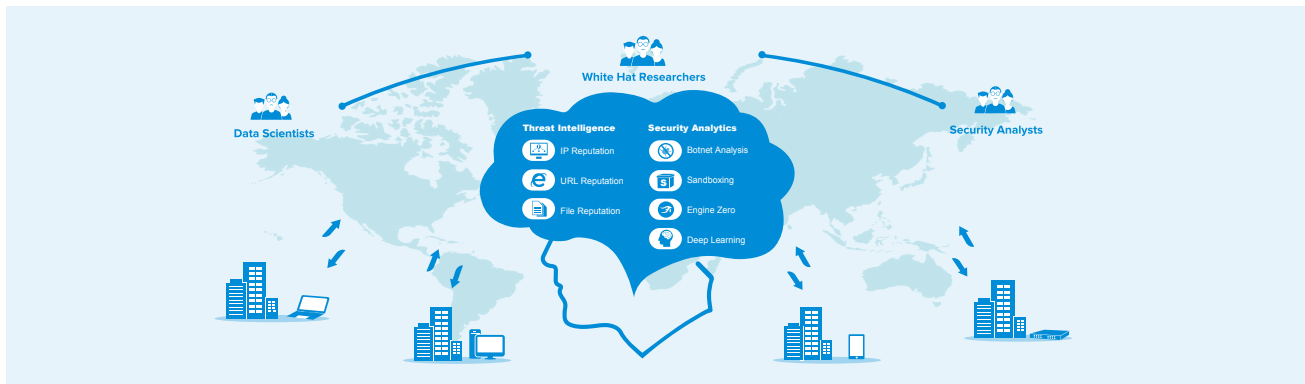 White Hat Researchers
Data Scientists
Security Analysts
Threat Intelligence
IP Reputation
URL Reputation
File Reputation
Security Analytics
Botnet Analysis
Sandboxing
S
Engine Zero
Deep Learning